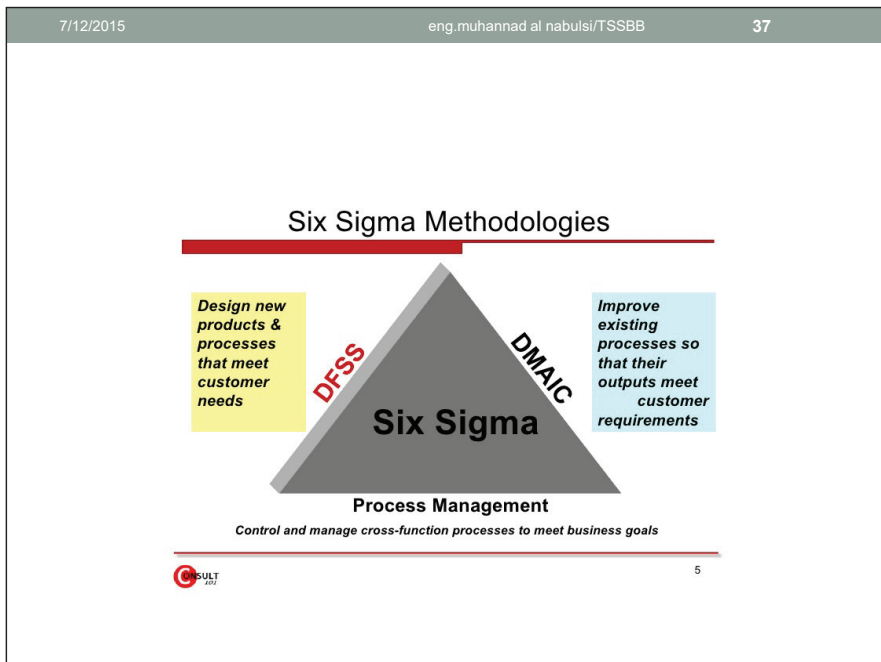 7/12/2015 eng.muhannad al nabulsi/TSSBB 37
Six Sigma Methodologies
Design new
products &
processes
that meet
customer
needs
DFSS
DMAIC
Improve
existing
processes so
that their
outputs meet
customer
requirements
Six Sigma
Process Management
Control and manage cross-function processes to meet business goals
CONSULT
101
5